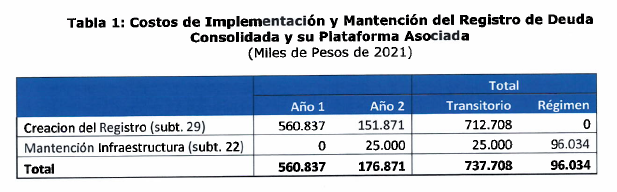 Tabla 1: Costos de Implementación y Mantención del Registro de Deuda
Consolidada y su Plataforma Asociada
(Miles de Pesos de 2021)
Total
Año 1 Año 2 Transitorio Régimen
Creacion del Registro (subt. 29) 560.837 151.871 712.708 0
Mantención Infraestructura (subt. 22) 0 25.000 25.000 96.034
Total 560.837 176.871 737.708 96.034